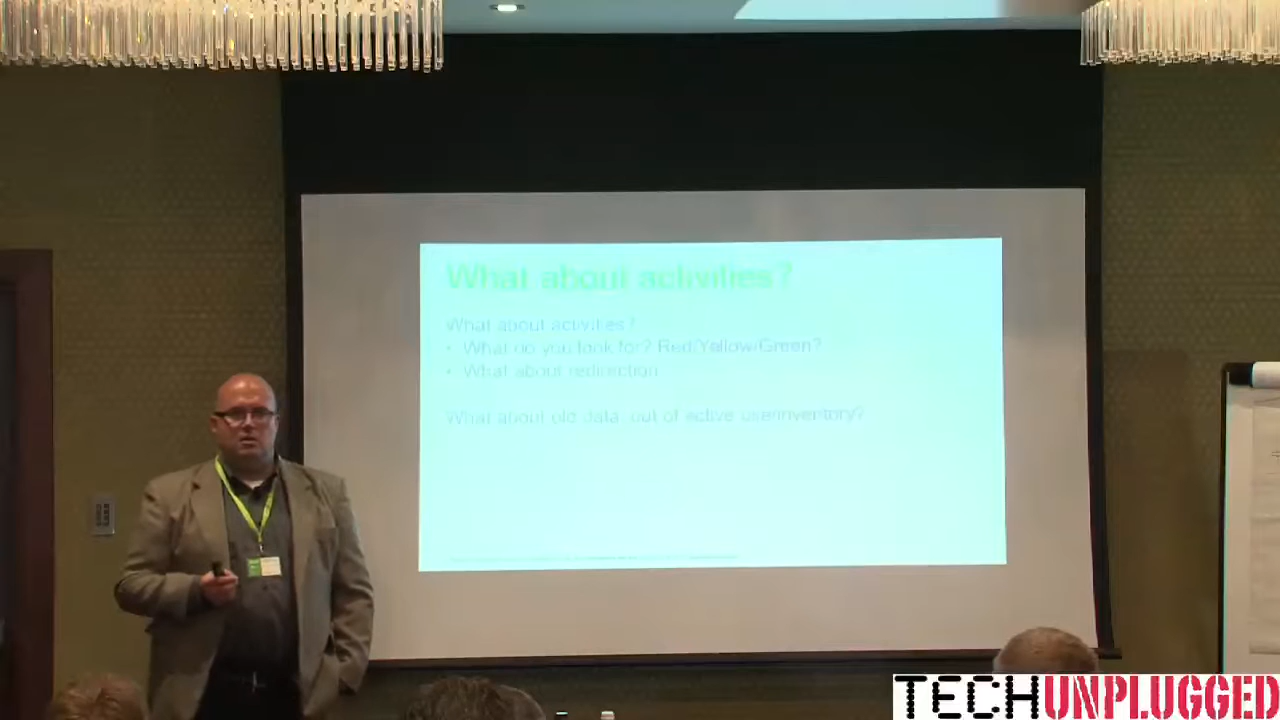 What about activities?
What about activities?
• What do you look for? Red/Yellow/Green?
• What about redirection
What about old data, out of active use/inventory?
TECHUNPLUGGED